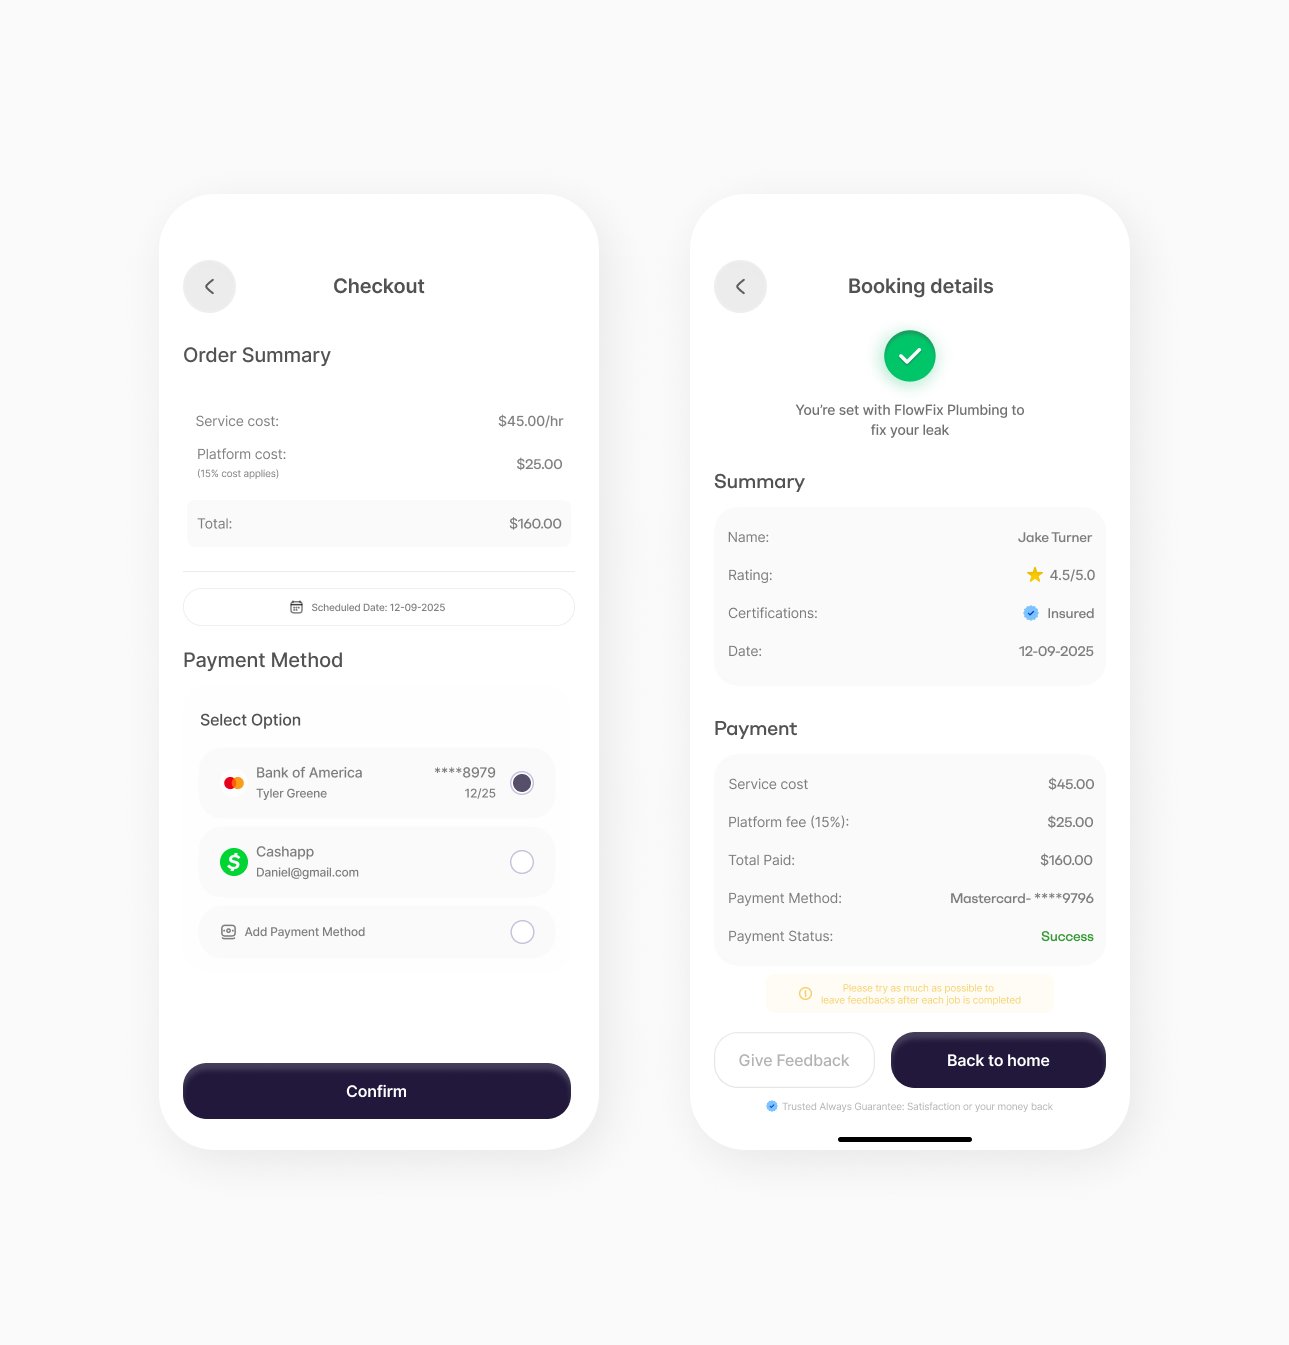 Checkout
Order Summary
Service cost: $45.00/hr
Platform cost: $25.00
(15% cost applies)
Total: $160.00
Scheduled Date: 12-09-2025
Payment Method
Select Option
Bank of America ****8979
Tyler Greene 12/25
$
Cashapp
Daniel@gmail.com
Add Payment Method
Confirm
Booking details
You're set with FlowFix Plumbing to
fix your leak
Summary
Name: Jake Turner
Rating: 4.5/5.0
Certifications: Insured
Date: 12-09-2025
Payment
Service cost $45.00
Platform fee (15%): $25.00
Total Paid: $160.00
Payment Method: Mastercard- ****9796
Payment Status: Success
Please try as much as possible to
leave feedbacks after each job is completed
Give Feedback
Back to home
Trusted Always Guarantee: Satisfaction or your money back